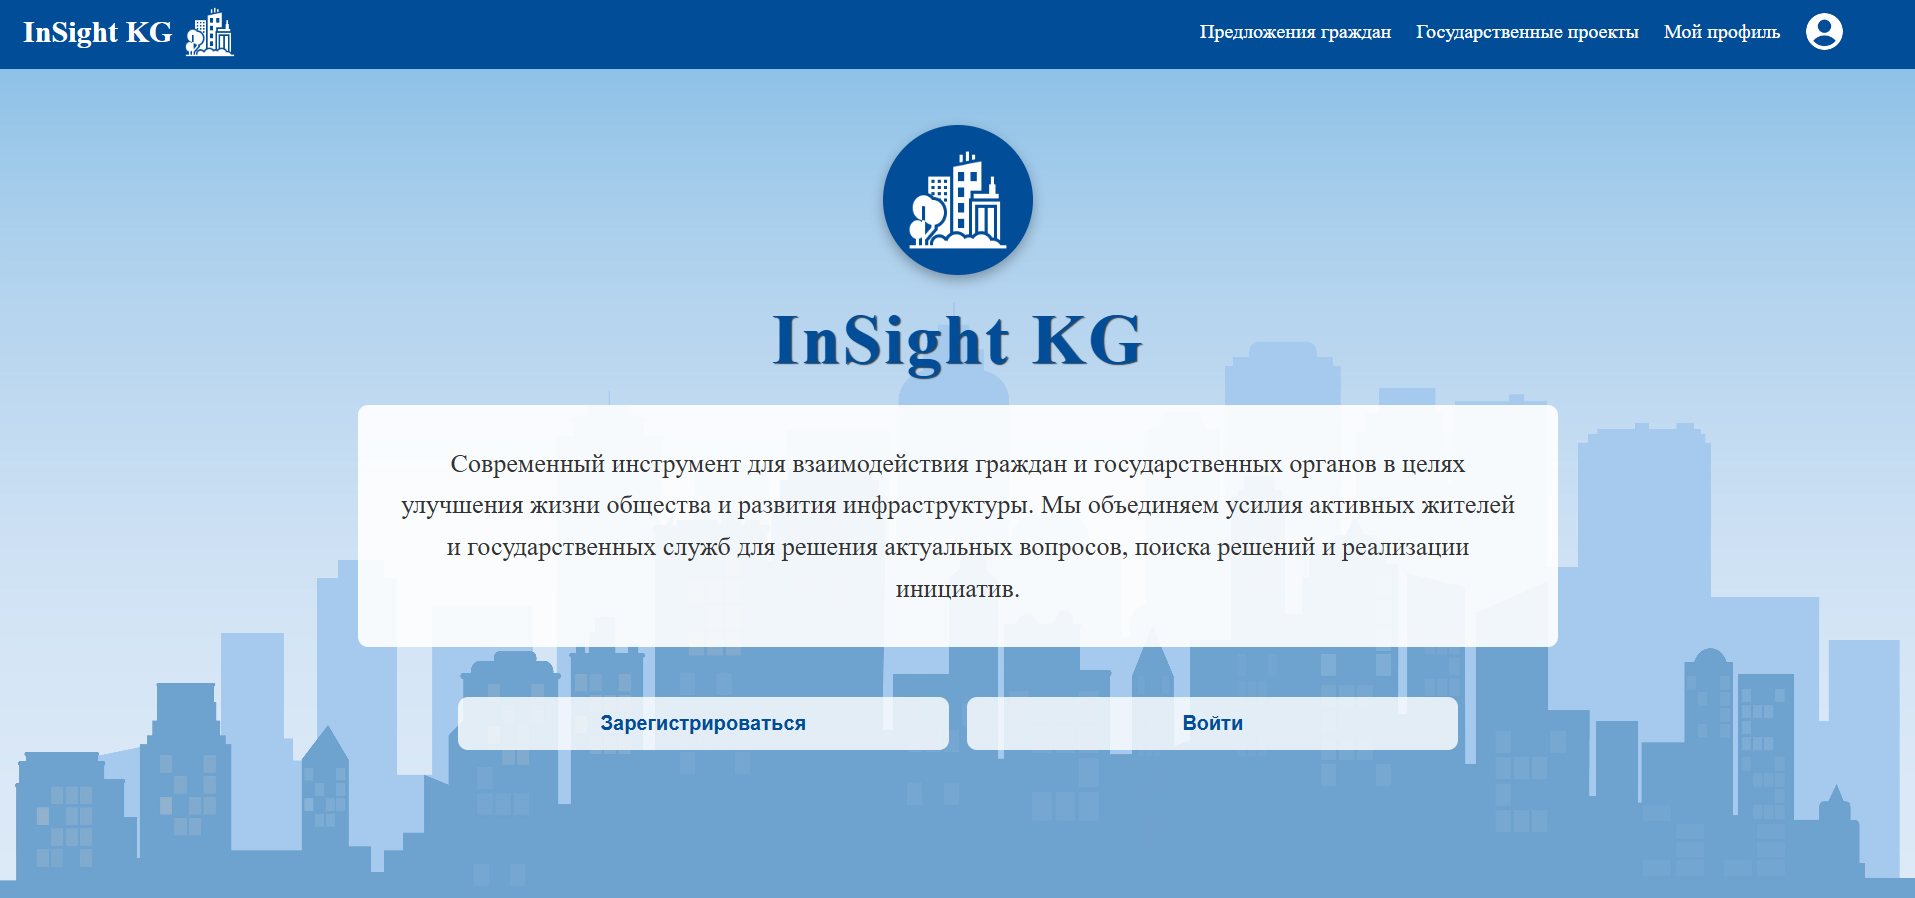 InSight KG
Предложения граждан
Государственные проекты
Мой профиль
InSight KG
Современный инструмент для взаимодействия граждан и государственных органов в целях
улучшения жизни общества и развития инфраструктуры. Мы объединяем усилия активных жителей
и государственных служб для решения актуальных вопросов, поиска решений и реализации
инициатив.
Зарегистрироваться
Войти